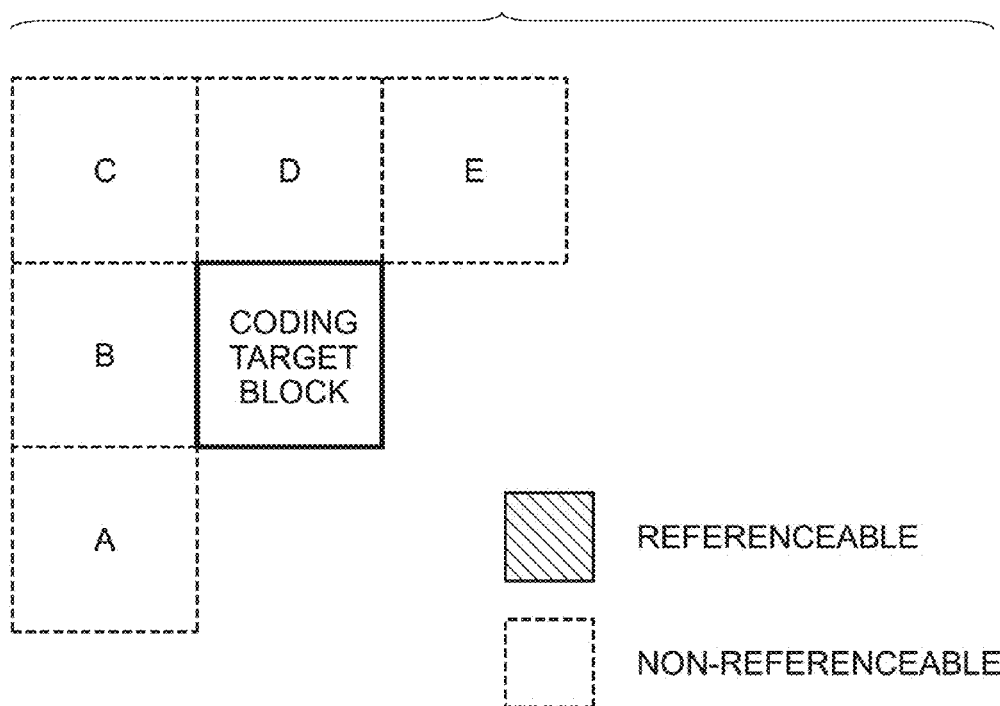 C
D
E
B
CODING
TARGET
BLOCK
A
REFERENCEABLE
NON-REFERENCEABLE